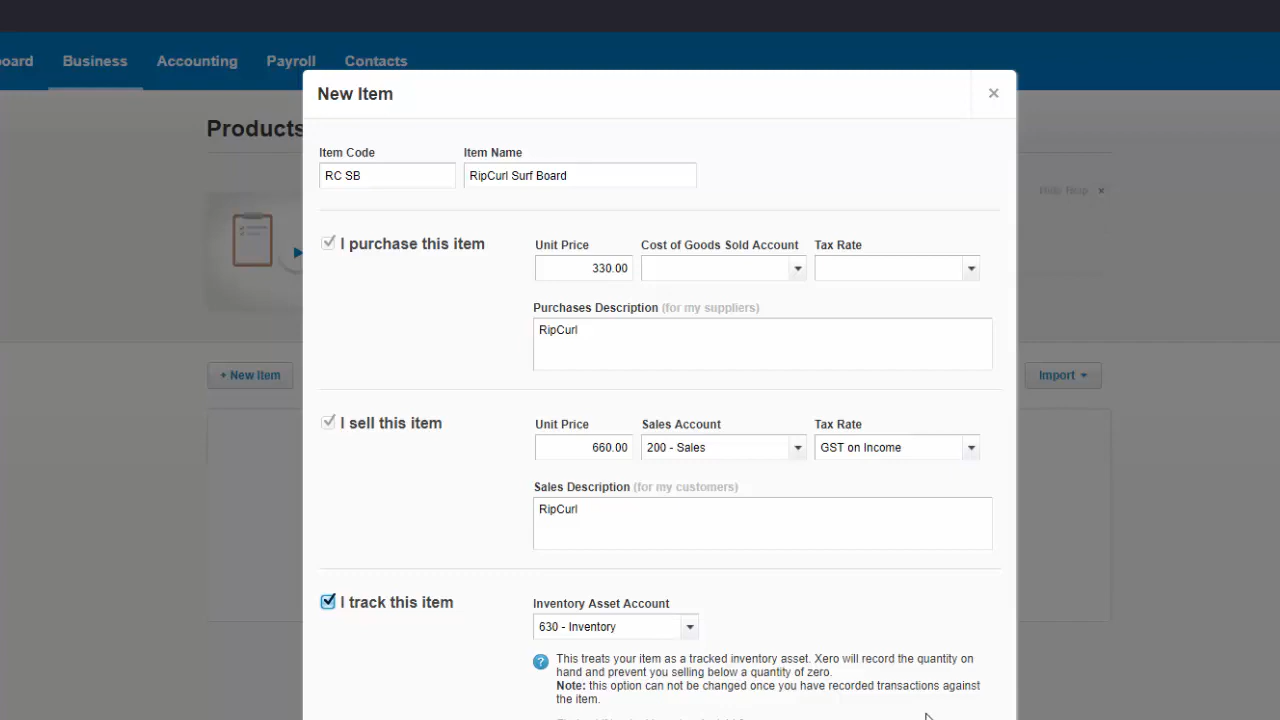 Business Accounting Payroll Contacts
New Item
Products
Item Code Item Name
RC SB RipCurl Surf Board
I purchase this item Unit Price Cost of Goods Sold Account Tax Rate
330.00
Purchases Description (for my suppliers)
RipCurl
+ New Item Import
I sell this item Unit Price Sales Account Tax Rate
660.00 200 - Sales GST on Income
Sales Description (for my customers)
RipCurl
I track this item Inventory Asset Account
630 - Inventory
This treats your item as a tracked inventory asset. Xero will record the quantity on
hand and prevent you selling below a quantity of zero.
Note: this option can not be changed once you have recorded transactions against
the item.